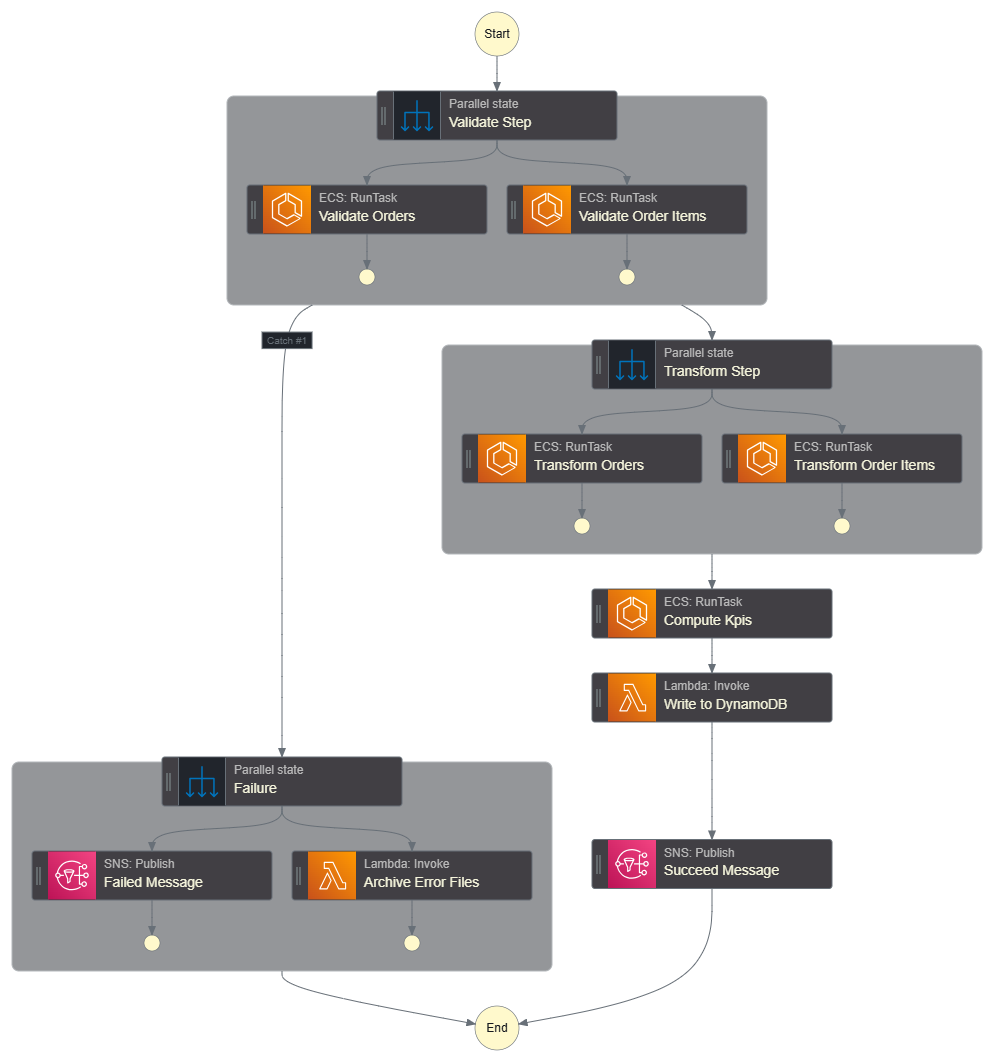 Start
Parallel state
Validate Step
ECS: RunTask
Validate Orders
ECS: RunTask
Validate Order Items
Catch #1
Parallel state
Transform Step
ECS: RunTask
Transform Orders
ECS: RunTask
Transform Order Items
ECS: RunTask
Compute Kpis
Lambda: Invoke
Write to DynamoDB
Parallel state
Failure
SNS: Publish
Failed Message
Lambda: Invoke
Archive Error Files
SNS: Publish
Succeed Message
End